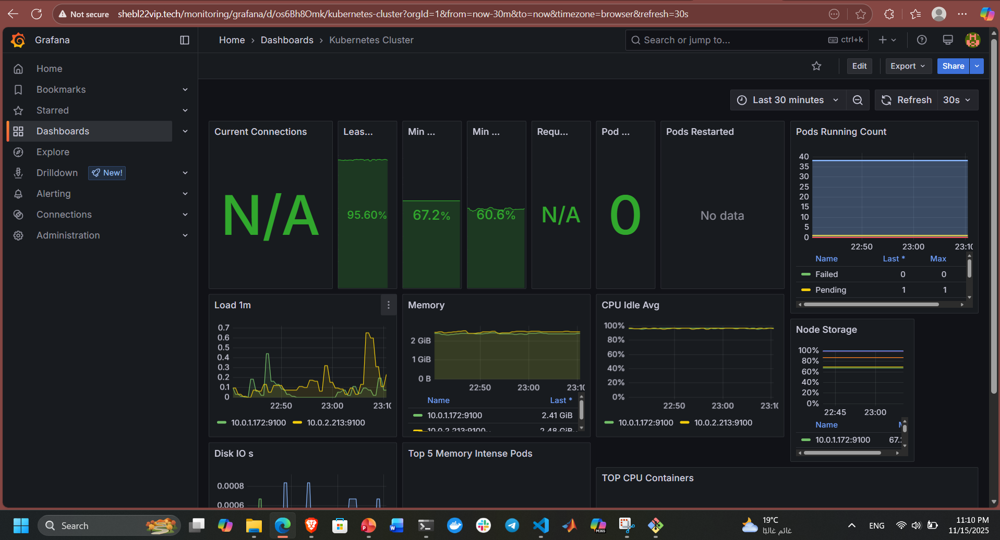 Not secure
shebl22vip.tech/monitoring/grafana/d/os6Bh8Omk/kubernetes-cluster?orgId=1&from=now-30m&to=now&timezone=browser&refresh=30s
Grafana
Home › Dashboards › Kubernetes Cluster
Search or jump to...
ctrl+k
Home
Bookmarks
Starred
Dashboards
Explore
Drilldown
New!
Alerting
Connections
Administration
Edit
Export
Share
Last 30 minutes
Refresh
30s
Current Connections
N/A
Leas...
95.60%
Min ...
67.2%
Min ...
60.6%
Requ...
N/A
Pod ...
0
Pods Restarted
No data
Pods Running Count
40
35
30
25
20
15
10
5
0
22:50 23:00 23:10
Name Last * Max
Failed 0 0
Pending 1 1
Load 1m
0.7
0.6
0.5
0.4
0.3
0.2
0.1
0
22:50 23:00 23:10
10.0.1.172:9100 10.0.2.213:9100
Memory
2 GiB
1 GiB
0 B
22:50 23:00 23:10
Name Last *
10.0.1.172:9100 2.41 GiB
10.0.2.213:9100 2.48 GiB
CPU Idle Avg
100%
80%
60%
40%
20%
0%
22:50 23:00 23:10
10.0.1.172:9100 10.0.2.213:9100
Node Storage
100%
80%
60%
40%
20%
0%
22:45 23:00
Name
10.0.1.172:9100 67.2
Disk IO s
0.0008
0.0006
Top 5 Memory Intense Pods
TOP CPU Containers
Search
M365
19°C
غائم غالبًا
ENG
11:10 PM
11/15/2025